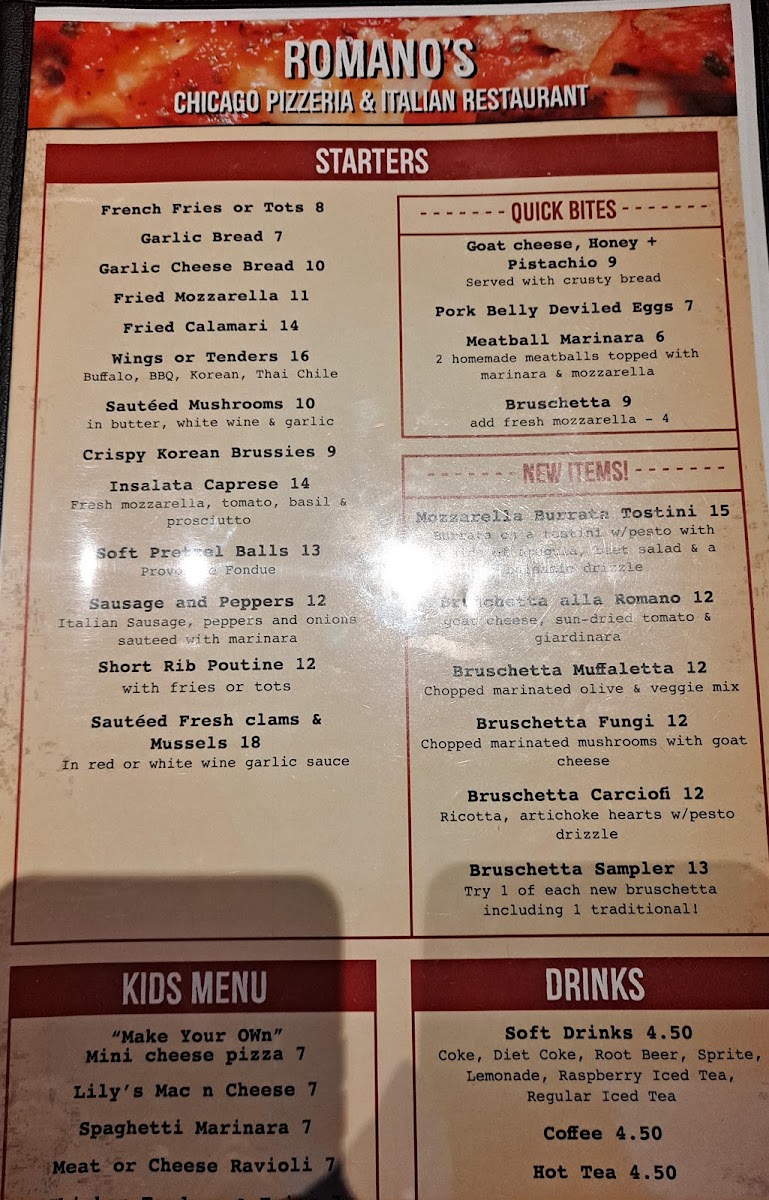 ROMANO'S
CHICAGO PIZZERIA & ITALIAN RESTAURANT
STARTERS
French Fries or Tots 8
Garlic Bread 7
Garlic Cheese Bread 10
Fried Mozzarella 11
Fried Calamari 14
Wings or Tenders 16
Buffalo, BBQ, Korean, Thai Chile
Sautéed Mushrooms 10
in butter, white wine & garlic
Crispy Korean Brussies 9
Insalata Caprese 14
Fresh mozzarella, tomato, basil &
prosciutto
Soft Pretzel Balls 13
Fondue
Sausage and Peppers 12
Italian Sausage, peppers and onions
sauteed with marinara
Short Rib Poutine 12
with fries or tots
Sautéed Fresh clams &
Mussels 18
In red or white wine garlic sauce
QUICK BITES
Goat cheese, Honey +
Pistachio 9
Served with crusty bread
Pork Belly Deviled Eggs 7
Meatball Marinara 6
2 homemade meatballs topped with
marinara & mozzarella
Bruschetta 9
add fresh mozzarella - 4
NEW ITEMS!
Mozzarella Burrata Tostini 15
Burrata on a tostini w/pesto with
salad & a
drizzle
Bruschetta alla Romano 12
goat cheese, sun-dried tomato &
giardinara
Bruschetta Muffaletta 12
Chopped marinated olive & veggie mix
Bruschetta Fungi 12
Chopped marinated mushrooms with goat
cheese
Bruschetta Carciofi 12
Ricotta, artichoke hearts w/pesto
drizzle
Bruschetta Sampler 13
Try 1 of each new bruschetta
including 1 traditional!
KIDS MENU
"Make Your OWn"
Mini cheese pizza 7
Lily's Mac n Cheese 7
Spaghetti Marinara 7
Meat or Cheese Ravioli 7
DRINKS
Soft Drinks 4.50
Coke, Diet Coke, Root Beer, Sprite,
Lemonade, Raspberry Iced Tea,
Regular Iced Tea
Coffee 4.50
Hot Tea 4.50